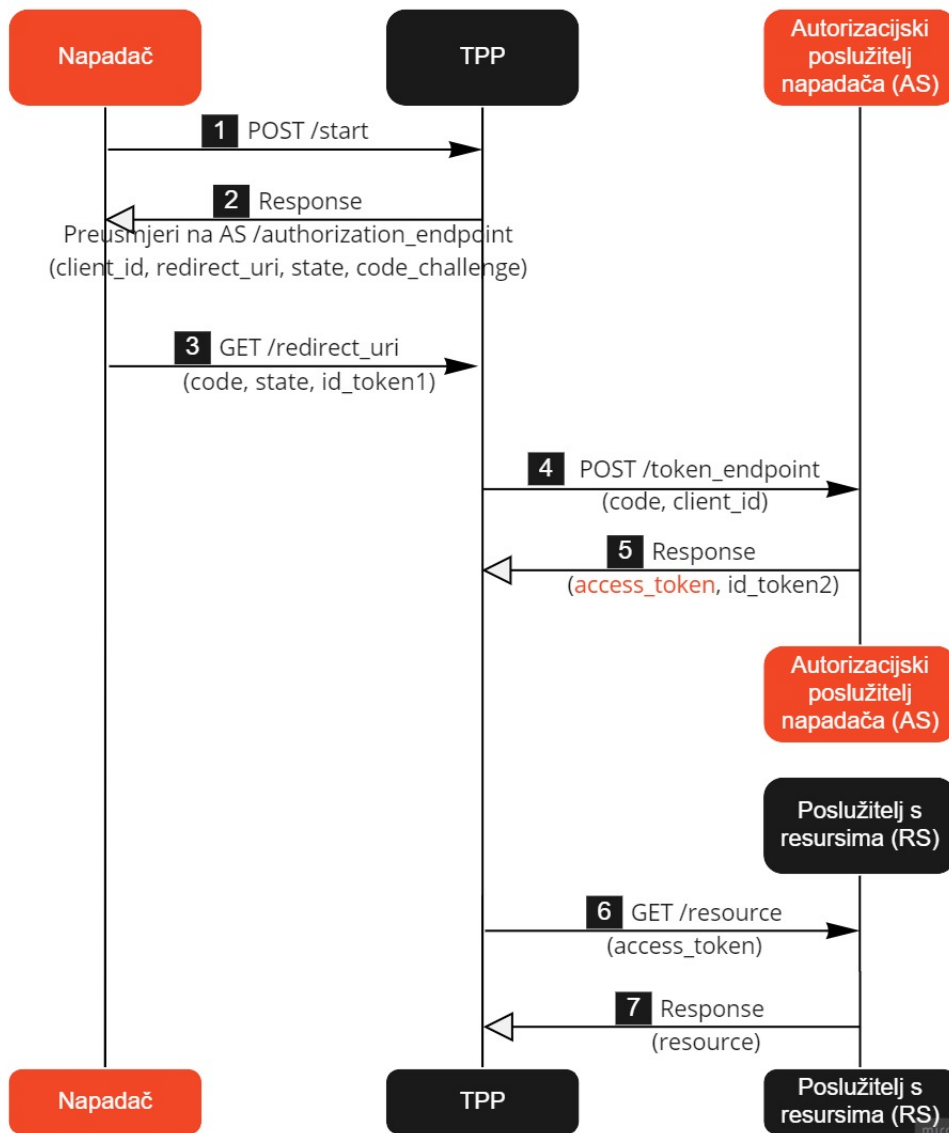 Napadač
TPP
Autorizacijski
poslužitelj
napadača (AS)
1 POST /start
2 Response
Preusmjeri na AS /authorization_endpoint
(client_id, redirect_uri, state, code_challenge)
3 GET /redirect_uri
(code, state, id_token1)
4 POST /token_endpoint
(code, client_id)
5 Response
(access_token, id_token2)
Autorizacijski
poslužitelj
napadača (AS)
Poslužitelj s
resursima (RS)
6 GET /resource
(access_token)
7 Response
(resource)
Napadač
TPP
Poslužitelj s
resursima (RS)